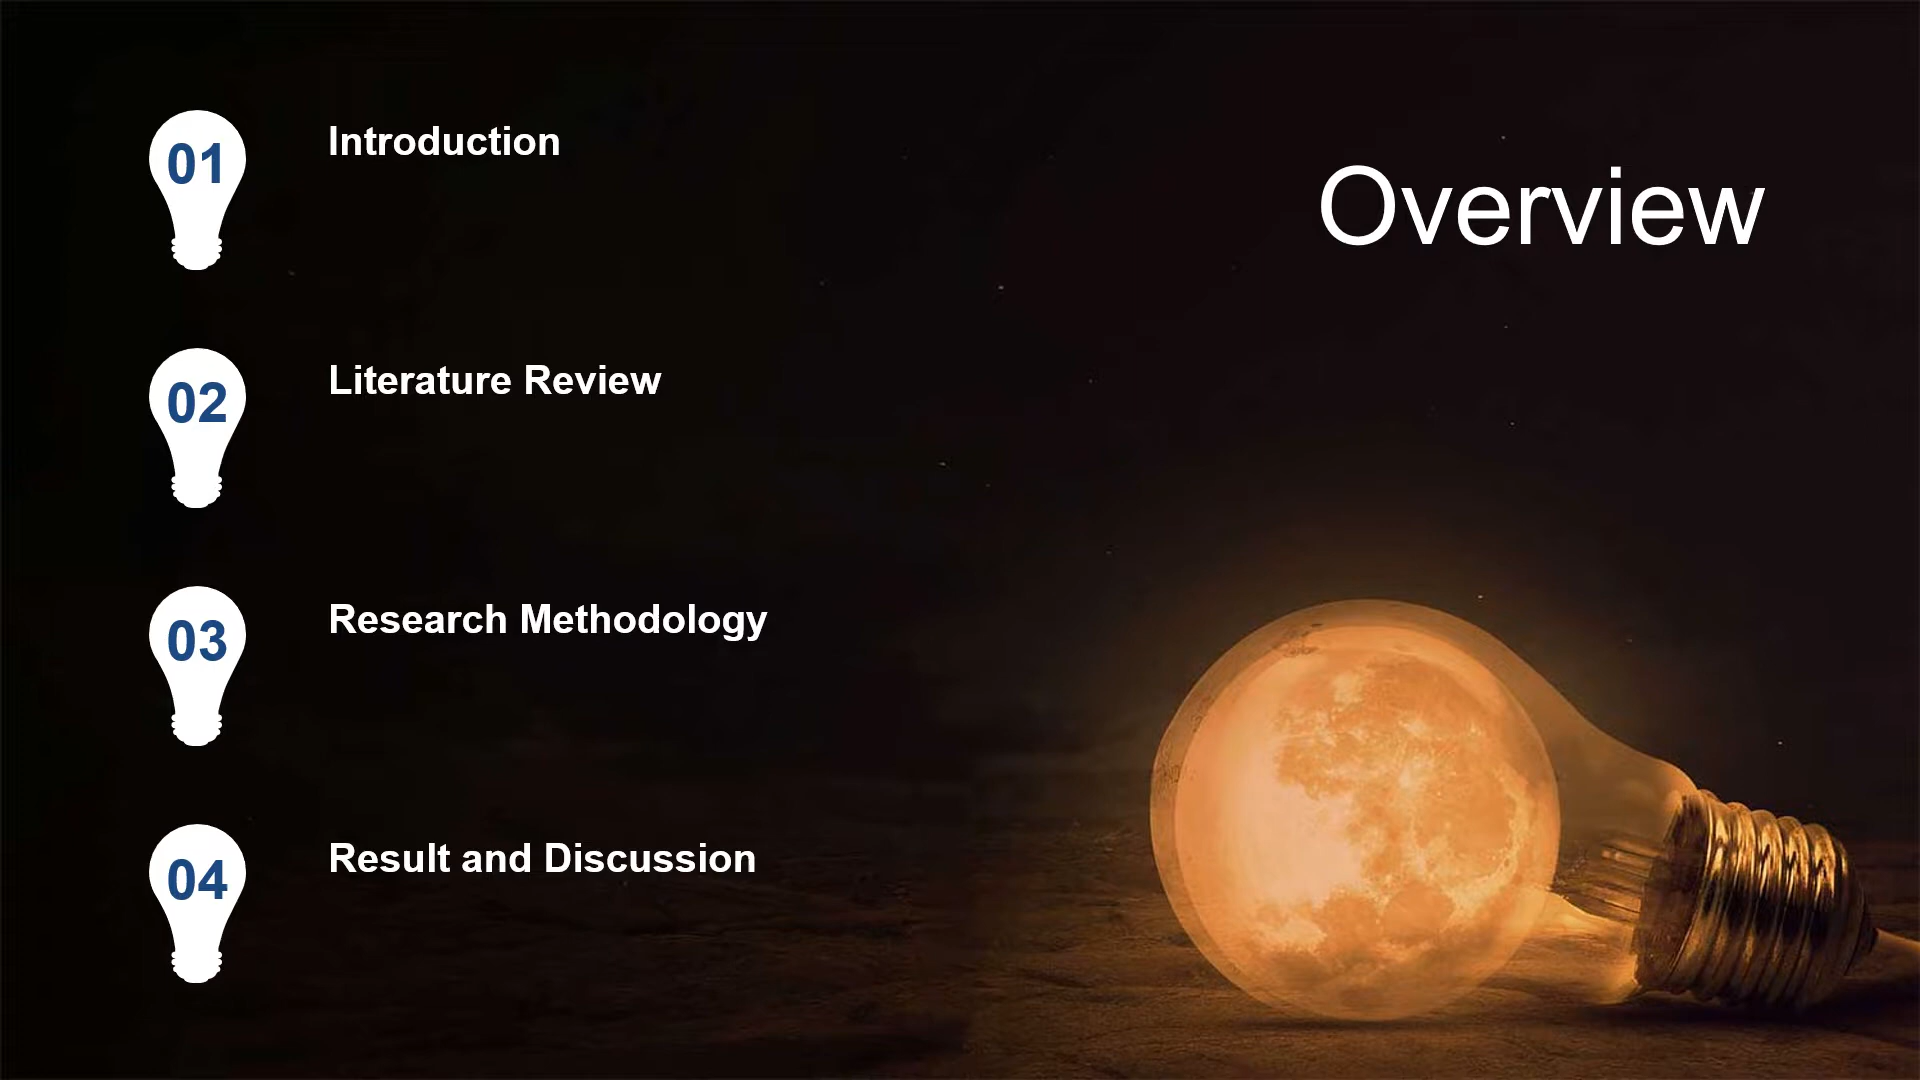 Overview
01 Introduction
02 Literature Review
03 Research Methodology
04 Result and Discussion